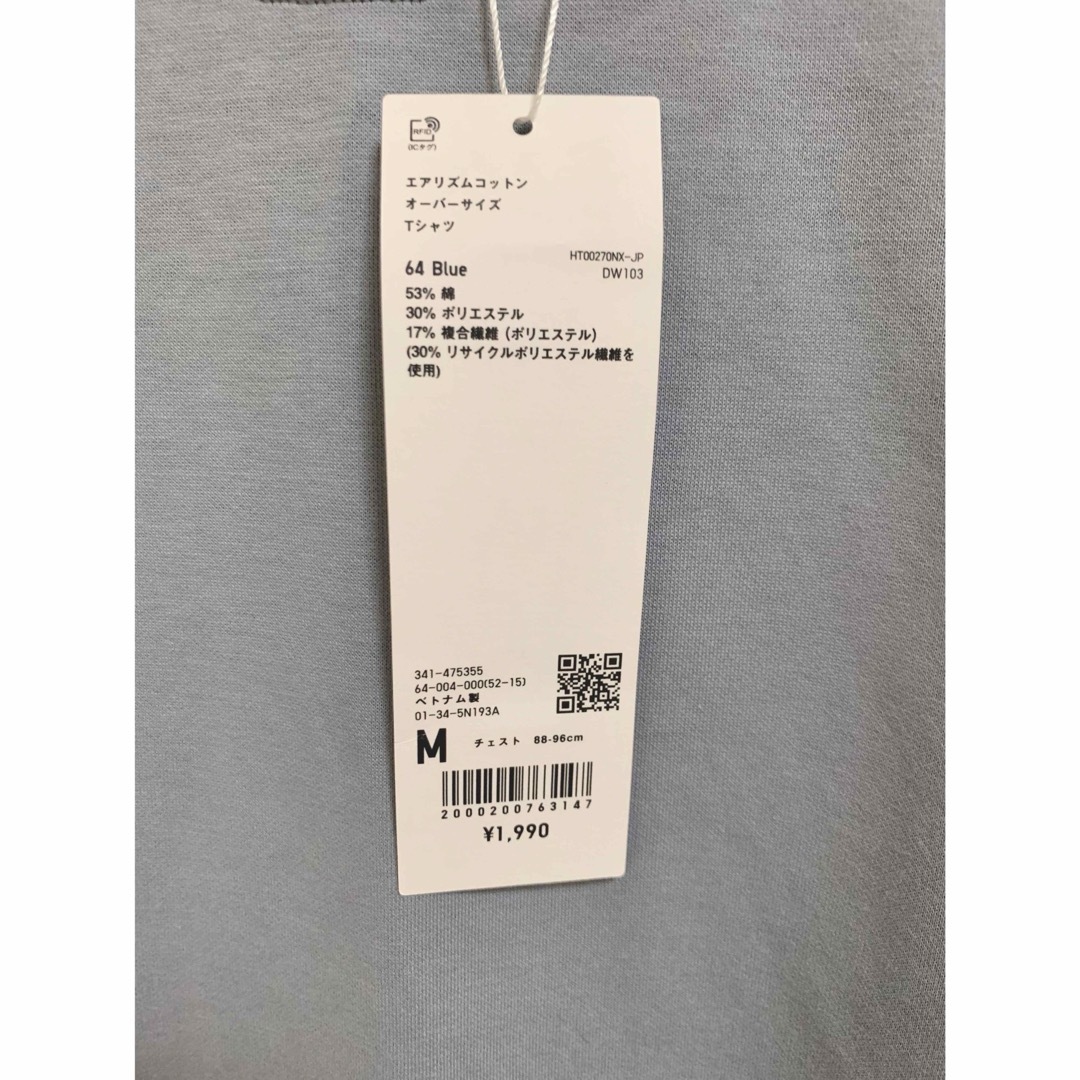 RFID
(ICタグ)
エアリズムコットン
オーバーサイズ
Tシャツ
HT00270NX-JP
64 Blue
DW103
53% 綿
30% ポリエステル
17% 複合繊維 (ポリエステル)
(30% リサイクルポリエステル繊維を
使用)
341-475355
64-004-000(52-15)
ベトナム製
01-34-5N193A
M チェスト 88-96cm
2000200763147
¥1,990